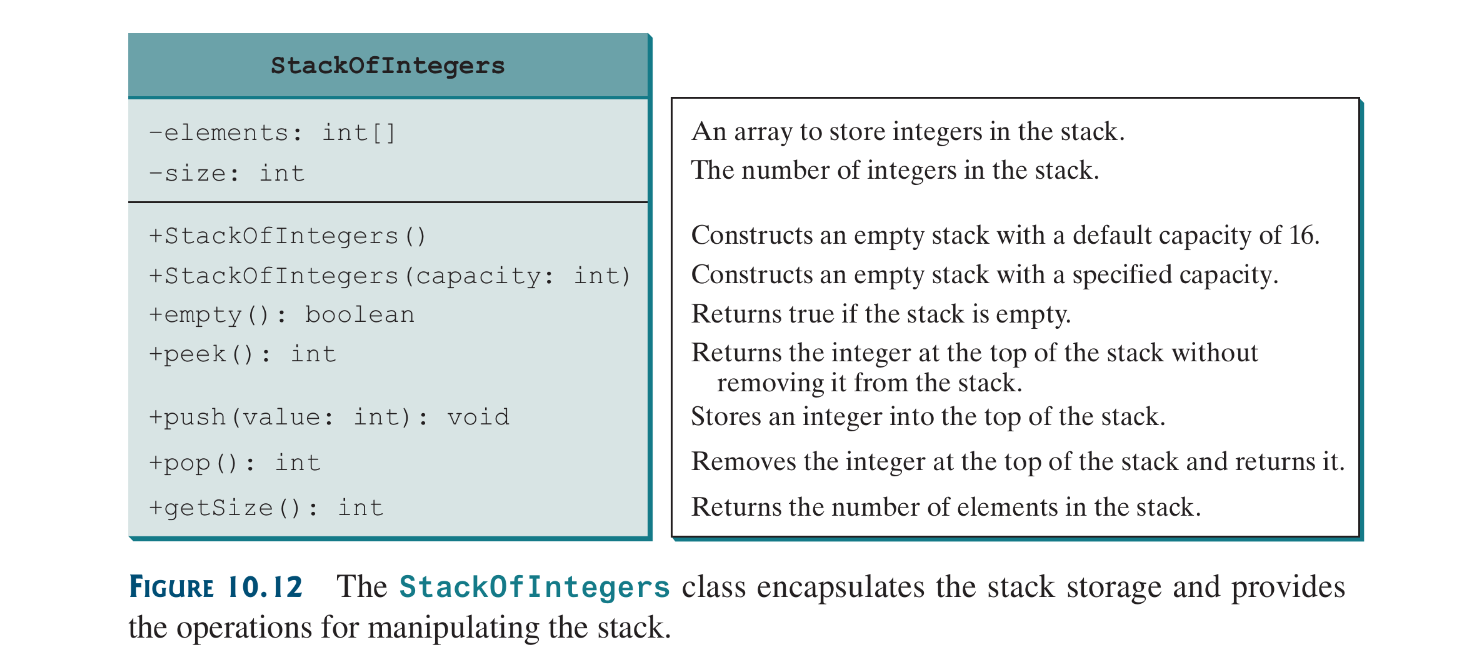 StackOfIntegers
-elements: int[]
-size: int
+StackOfIntegers()
+StackOfIntegers(capacity: int)
+empty(): boolean
+peek(): int
+push(value: int): void
+pop(): int
+getSize(): int
An array to store integers in the stack.
The number of integers in the stack.
Constructs an empty stack with a default capacity of 16.
Constructs an empty stack with a specified capacity.
Returns true if the stack is empty.
Returns the integer at the top of the stack without
removing it from the stack.
Stores an integer into the top of the stack.
Removes the integer at the top of the stack and returns it.
Returns the number of elements in the stack.
FIGURE 10.12 The StackOfIntegers class encapsulates the stack storage and provides
the operations for manipulating the stack.